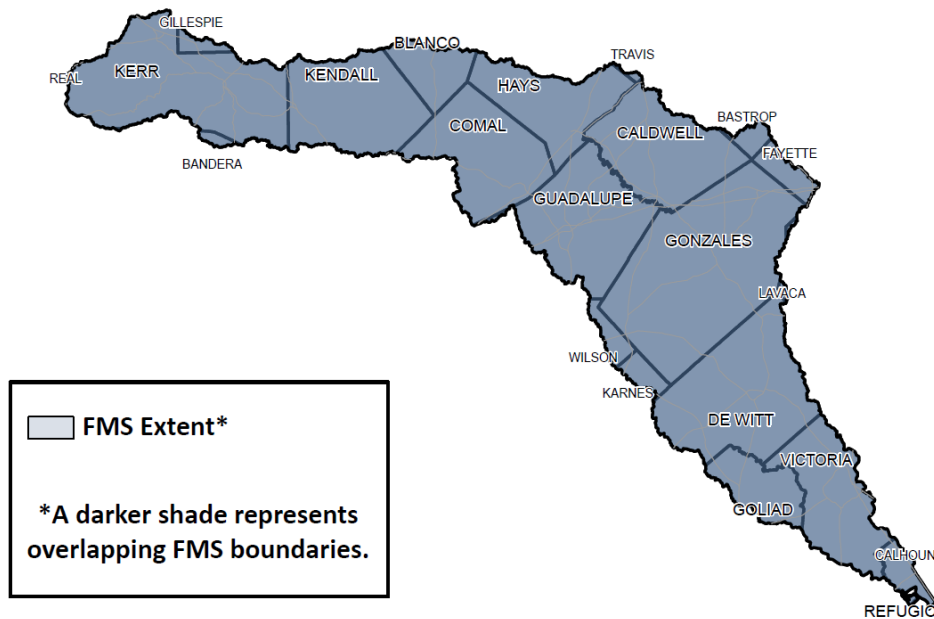 GILLESPIE
BLANCO
TRAVIS
REAL
KERR
KENDALL
HAYS
COMAL
CALDWELL
BASTROP
FAYETTE
BANDERA
GUADALUPE
GONZALES
LAVACA
WILSON
KARNES
DE WITT
VICTORIA
GOLIAD
CALHOUN
REFUGIO
FMS Extent*
*A darker shade represents
overlapping FMS boundaries.